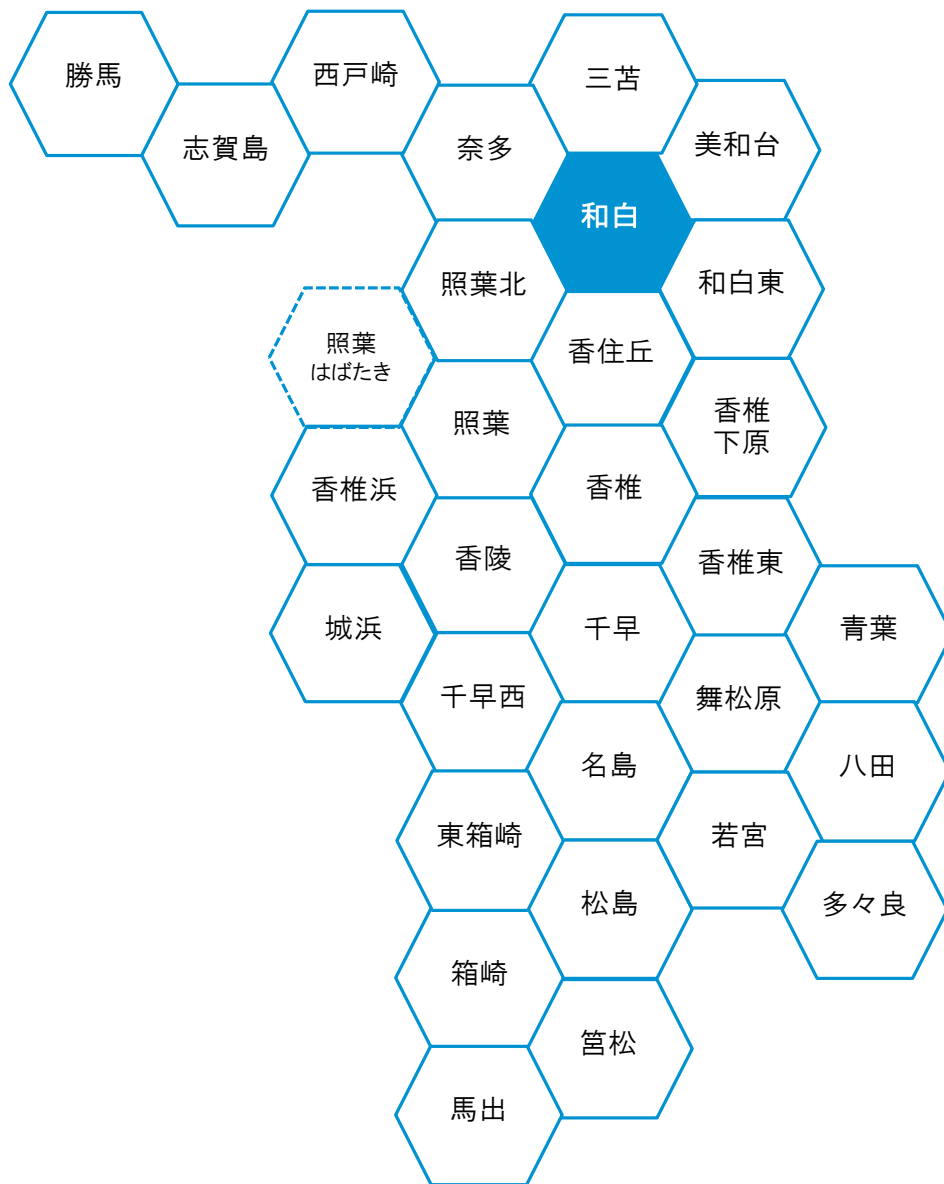 勝馬
西戸崎
三苫
志賀島
奈多
美和台
和白
照葉北
和白東
照葉
はばたき
香住丘
照葉
香椎
下原
香椎浜
香椎
香陵
香椎東
城浜
千早
青葉
千早西
舞松原
名島
八田
東箱崎
若宮
松島
多々良
箱崎
筥松
馬出